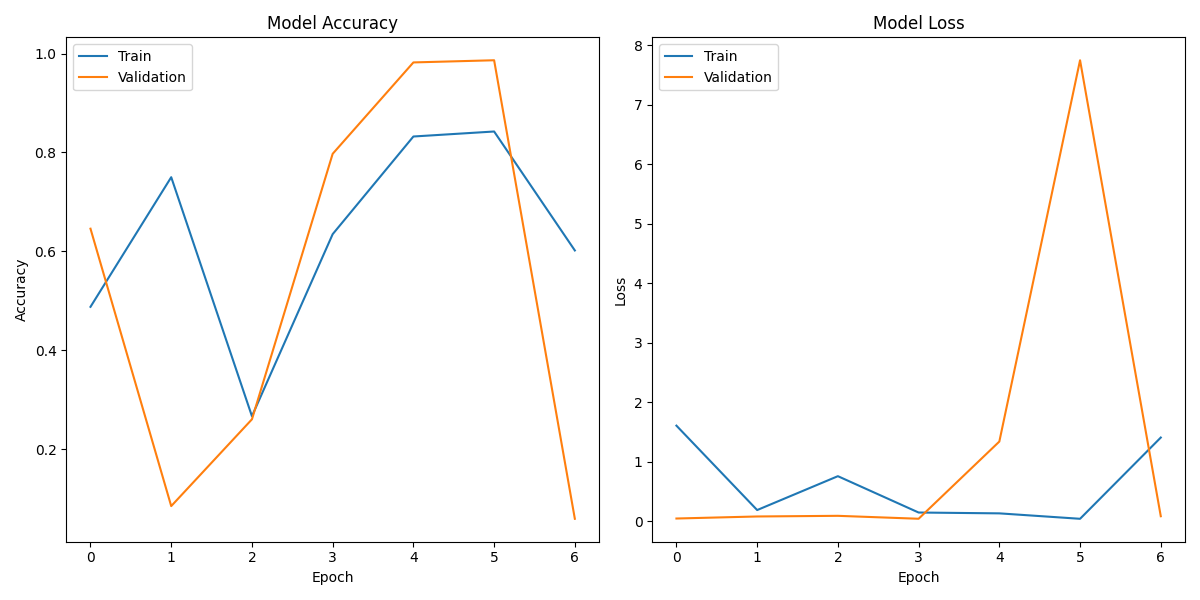 Model Accuracy
Train
Validation
1.0
0.8
0.6
0.4
0.2
Accuracy
0 1 2 3 4 5 6
Epoch
Model Loss
Train
Validation
8
7
6
5
4
3
2
1
0
Loss
0 1 2 3 4 5 6
Epoch